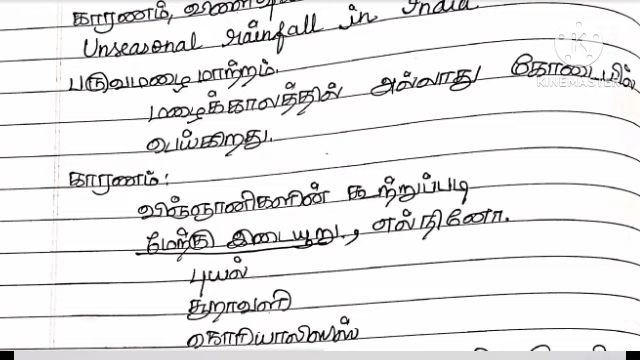 காரணம்,
Unseasonal rainfall in India
பருவமழை மாற்றம்.
மழைக்காலத்தில் அல்லாது கோடையில்
பெய்கிறது.
காரணம்:
விஞ்ஞானிகளின் கூற்றுப்படி
மேற்கு இடையூறு, எல்நினோ.
புயல்
சூறாவளி
KINEMASTER